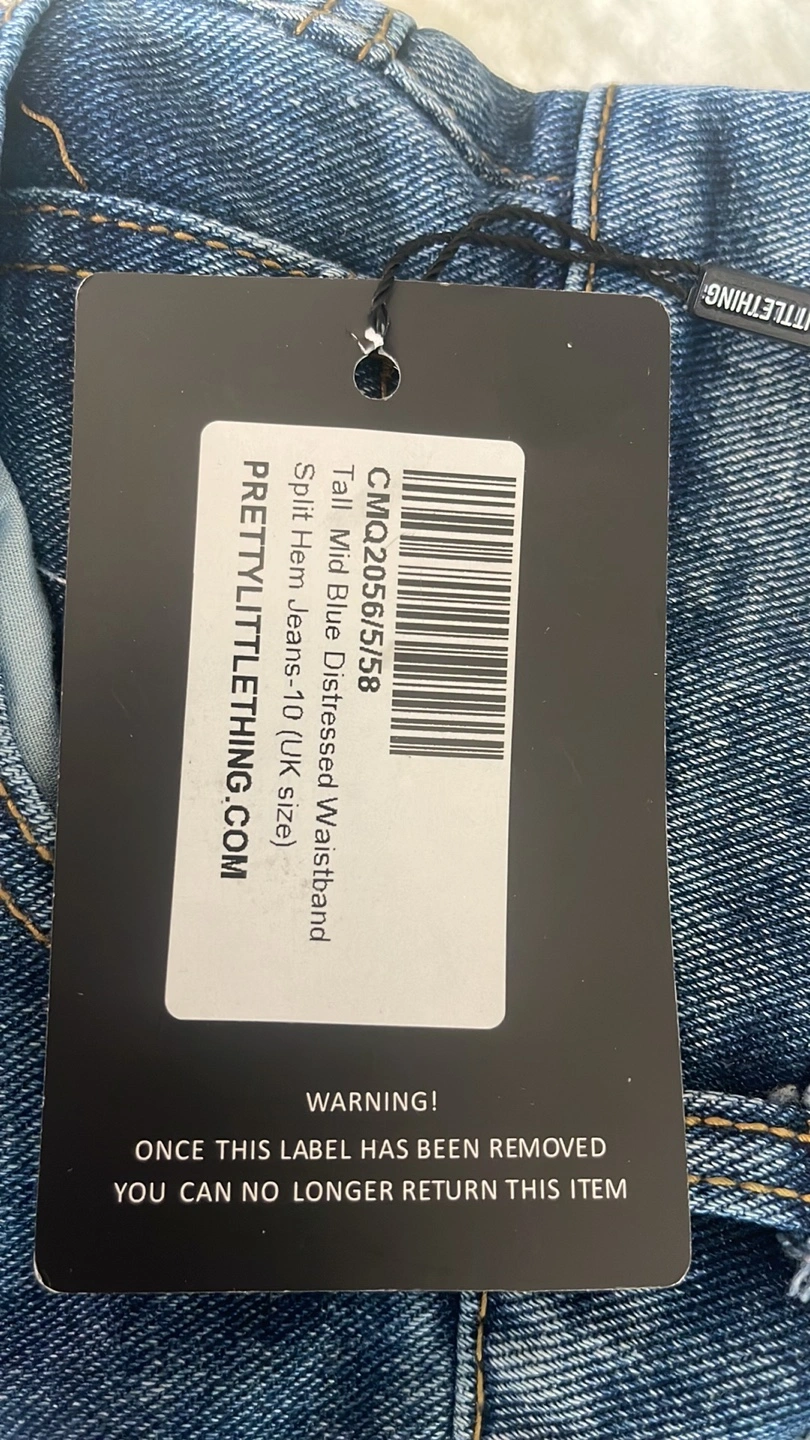 ITTLETHING.
CMQ2056/5/58
Tall Mid Blue Distressed Waistband
Split Hem Jeans-10 (UK size)
PRETTYLITTLETHING.COM
WARNING!
ONCE THIS LABEL HAS BEEN REMOVED
YOU CAN NO LONGER RETURN THIS ITEM